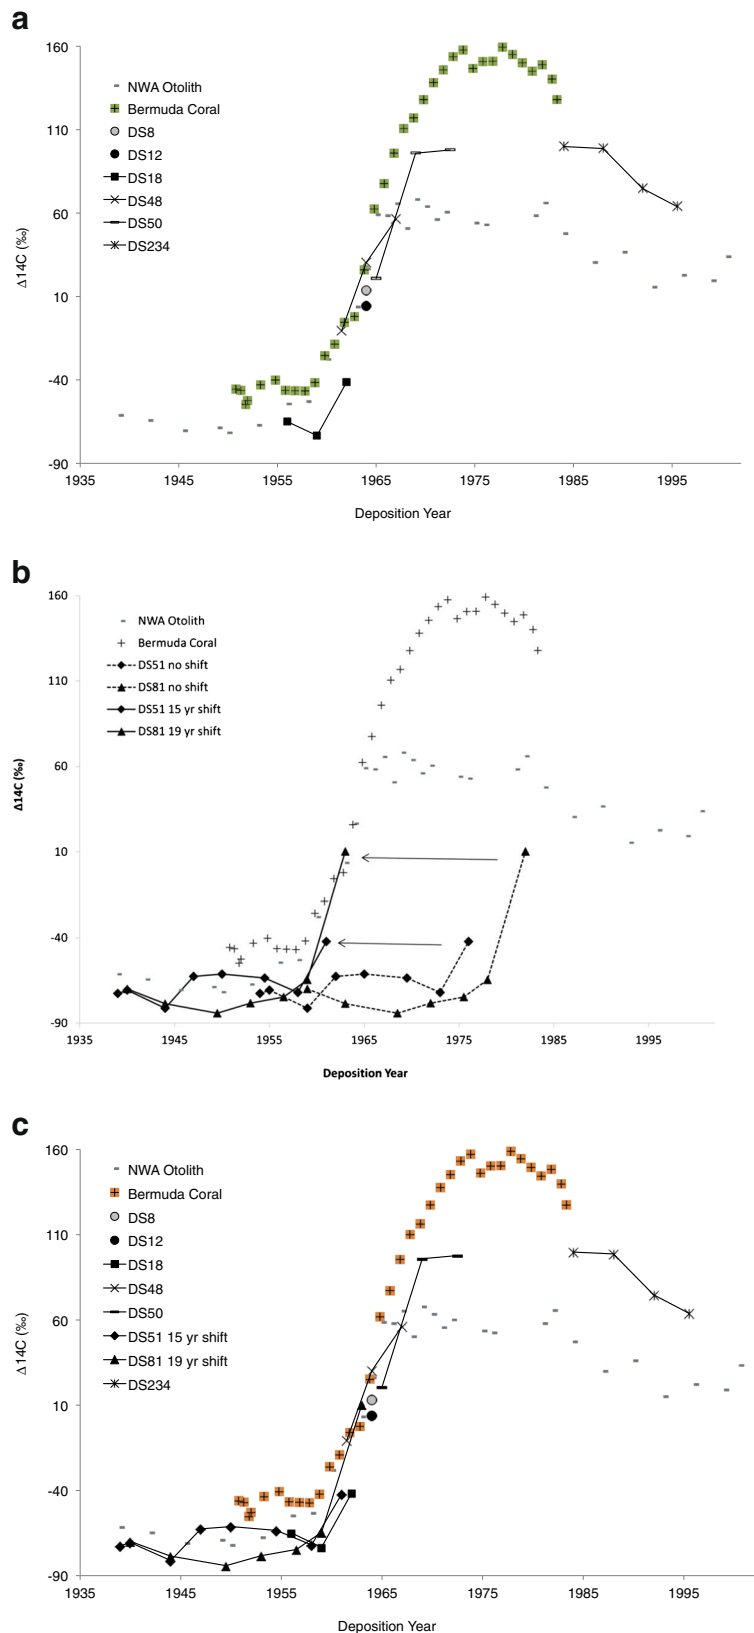 a
160
110
60
10
-40
-90
Δ14C (‰)
NWA Otolith
Bermuda Coral
DS8
DS12
DS18
DS48
DS50
DS234
1935 1945 1955 1965 1975 1985 1995
Deposition Year
b
160
110
60
10
-40
-90
Δ14C (‰)
NWA Otolith
Bermuda Coral
DS51 no shift
DS81 no shift
DS51 15 yr shift
DS81 19 yr shift
1935 1945 1955 1965 1975 1985 1995
Deposition Year
c
160
110
60
10
-40
-90
Δ14C (‰)
NWA Otolith
Bermuda Coral
DS8
DS12
DS18
DS48
DS50
DS51 15 yr shift
DS81 19 yr shift
DS234
1935 1945 1955 1965 1975 1985 1995
Deposition Year